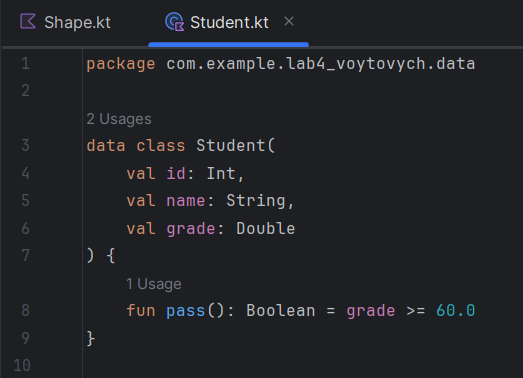 Shape.kt Student.kt
1 package com.example.lab4_voytovych.data
2
2 Usages
3 data class Student(
4     val id: Int,
5     val name: String,
6     val grade: Double
7 ) {
1 Usage
8     fun pass(): Boolean = grade >= 60.0
9 }
10